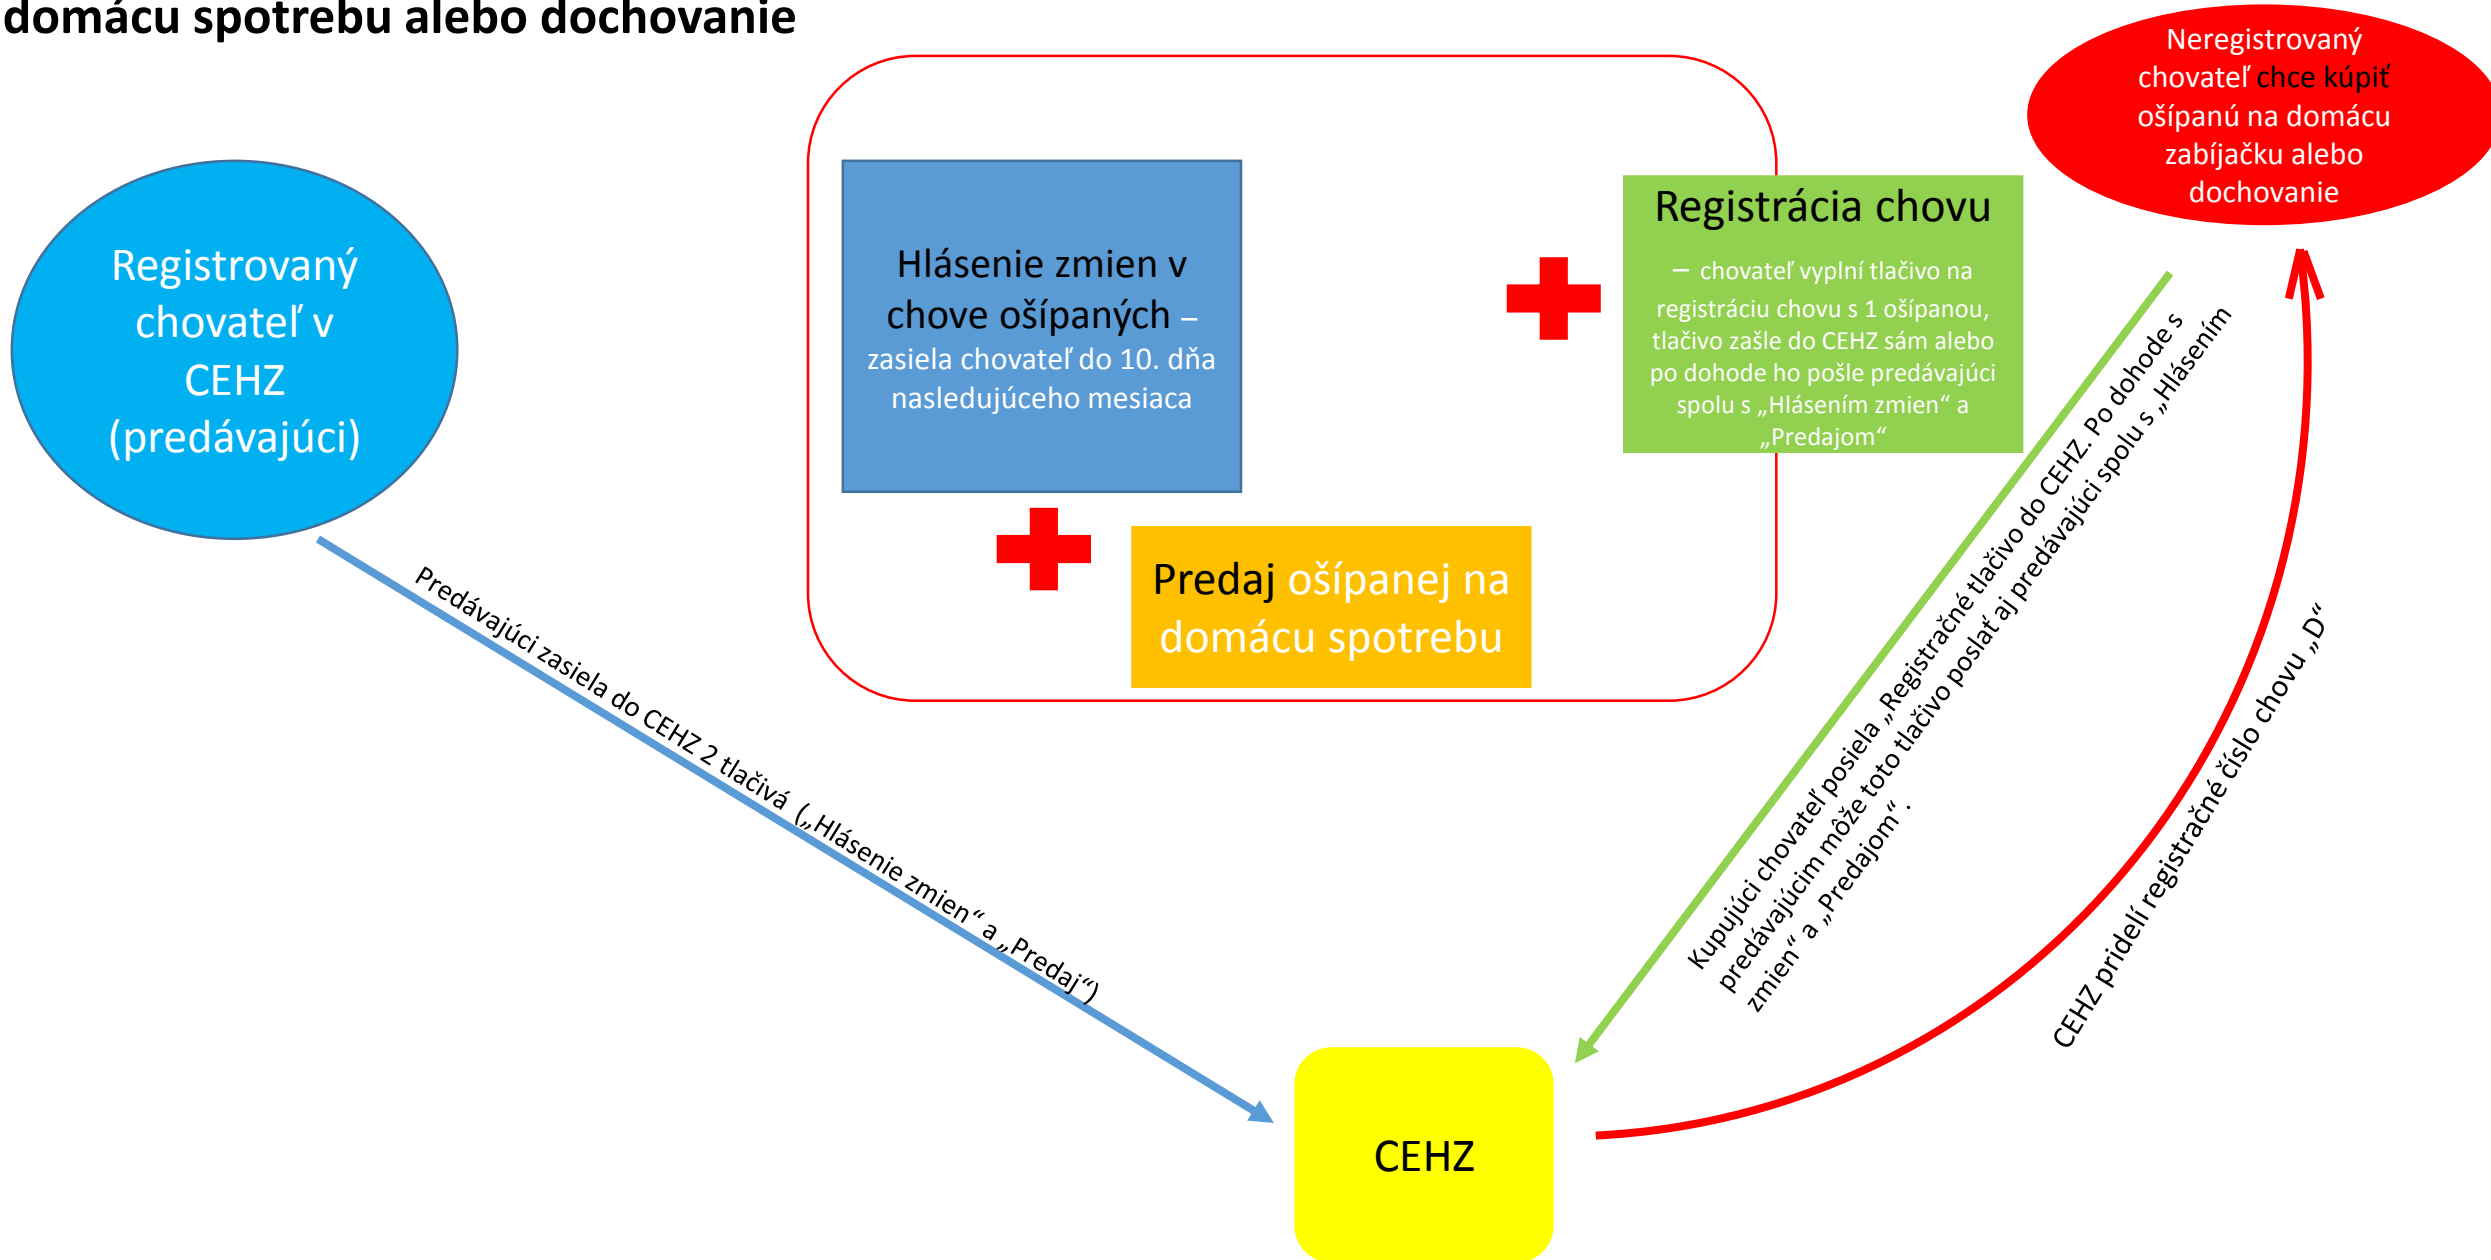 domácu spotrebu alebo dochovanie
Neregistrovaný
chovateľ chce kúpiť
ošípanú na domácu
zabíjačku alebo
dochovanie
Registrovaný
chovateľ v
CEHZ
(predávajúci)
Hlásenie zmien v
chove ošípaných –
zasiela chovateľ do 10. dňa
nasledujúceho mesiaca
Registrácia chovu
– chovateľ vyplní tlačivo na
registráciu chovu s 1 ošípanou,
tlačivo zašle do CEHZ sám alebo
po dohode ho pošle predávajúci
spolu s „Hlásením zmien“ a
„Predajom“
Predaj ošípanej na
domácu spotrebu
Predávajúci zasiela do CEHZ 2 tlačivá („Hlásenie zmien“ a „Predaj“)
Kupujúci chovateľ posiela „Registračné tlačivo do CEHZ. Po dohode s
predávajúcim môže toto tlačivo poslať aj predávajúci spolu s „Hlásením
zmien“ a „Predajom“.
CEHZ pridelí registračné číslo chovu „D“
CEHZ